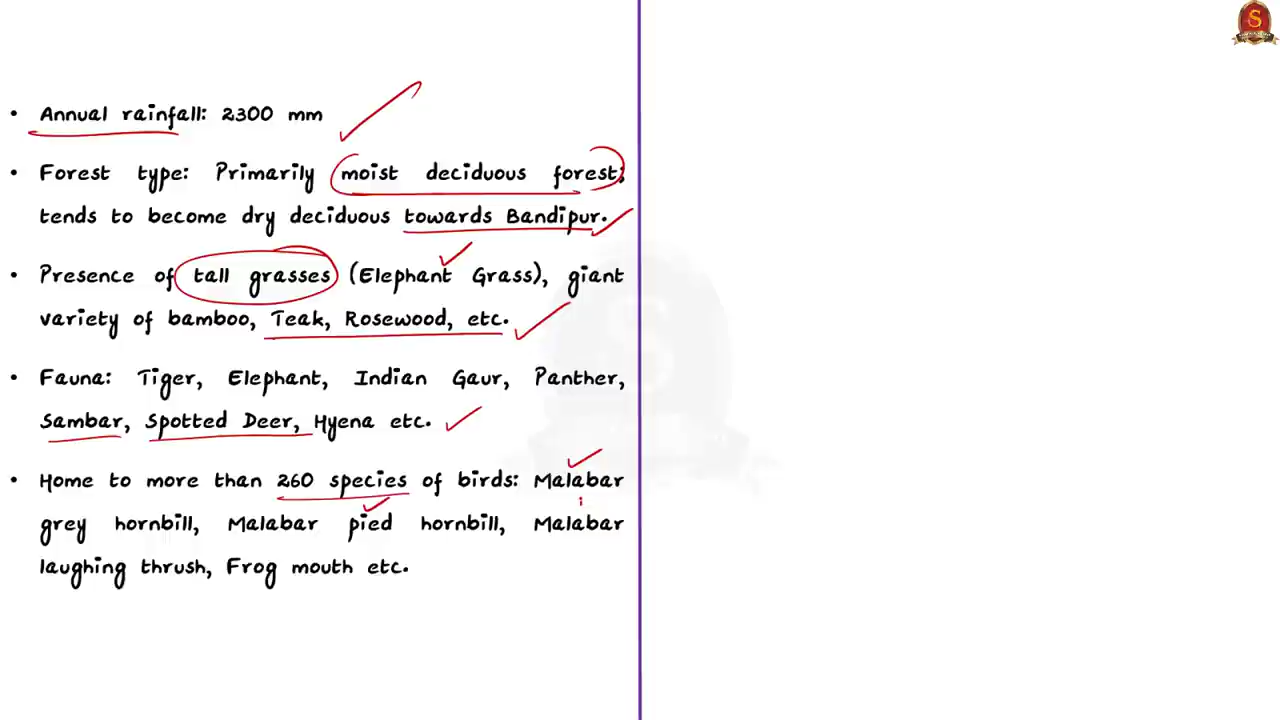 • Annual rainfall: 2300 mm
• Forest type: Primarily moist deciduous forest;
tends to become dry deciduous towards Bandipur.
• Presence of tall grasses (Elephant Grass), giant
variety of bamboo, Teak, Rosewood, etc.
• Fauna: Tiger, Elephant, Indian Gaur, Panther,
Sambar, Spotted Deer, Hyena etc.
• Home to more than 260 species of birds: Malabar
grey hornbill, Malabar pied hornbill, Malabar
laughing thrush, Frog mouth etc.
S